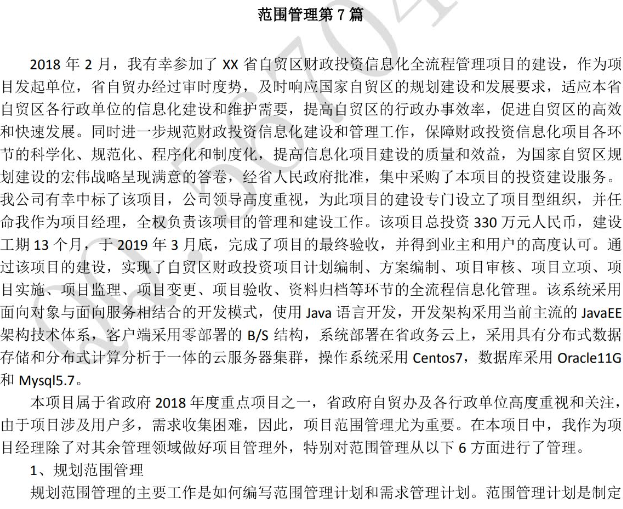 范围管理第 7 篇
2018 年 2 月，我有幸参加了 XX 省自贸区财政投资信息化全流程管理项目的建设，作为项
目发起单位，省自贸办经过审时度势，及时响应国家自贸区的规划建设和发展要求，适应本省
自贸区各行政单位的信息化建设和维护需要，提高自贸区的行政办事效率，促进自贸区的高效
和快速发展。同时进一步规范财政投资信息化建设和管理工作，保障财政投资信息化项目各环
节的科学化、规范化、程序化和制度化，提高信息化项目建设的质量和效益，为国家自贸区规
划建设的宏伟战略呈现满意的答卷，经省人民政府批准，集中采购了本项目的投资建设服务。
我公司有幸中标了该项目，公司领导高度重视，为此项目的建设专门设立了项目型组织，并任
命我作为项目经理，全权负责该项目的管理和建设工作。该项目总投资 330 万元人民币，建设
工期 13 个月，于 2019 年 3 月底，完成了项目的最终验收，并得到业主和用户的高度认可。通
过该项目的建设，实现了自贸区财政投资项目计划编制、方案编制、项目审核、项目立项、项
目实施、项目监理、项目变更、项目验收、资料归档等环节的全流程信息化管理。该系统采用
面向对象与面向服务相结合的开发模式，使用 Java 语言开发，开发架构采用当前主流的 JavaEE
架构技术体系，客户端采用零部署的 B/S 结构，系统部署在省政务云上，采用具有分布式数据
存储和分布式计算分析于一体的云服务器集群，操作系统采用 Centos7，数据库采用 Oracle11G
和 Mysql5.7。
本项目属于省政府 2018 年度重点项目之一，省政府自贸办及各行政单位高度重视和关注，
由于项目涉及用户多，需求收集困难，因此，项目范围管理尤为重要。在本项目中，我作为项
目经理除了对其余管理领域做好项目管理外，特别对范围管理从以下 6 方面进行了管理。
1、规划范围管理
规划范围管理的主要工作是如何编写范围管理计划和需求管理计划。范围管理计划是制定